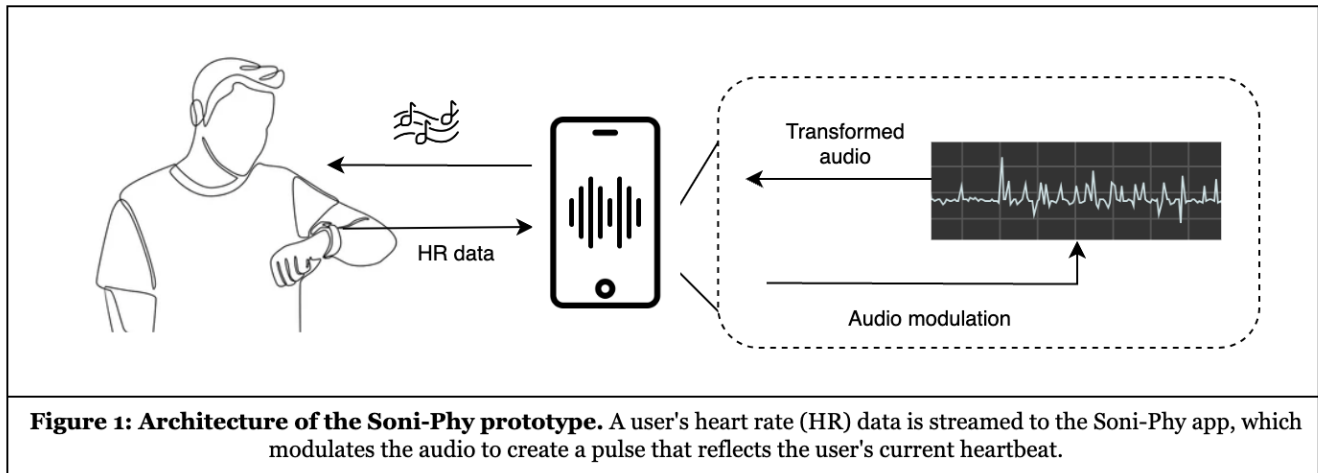 Transformed
audio
HR data
Audio modulation
Figure 1: Architecture of the Soni-Phy prototype. A user's heart rate (HR) data is streamed to the Soni-Phy app, which
modulates the audio to create a pulse that reflects the user's current heartbeat.